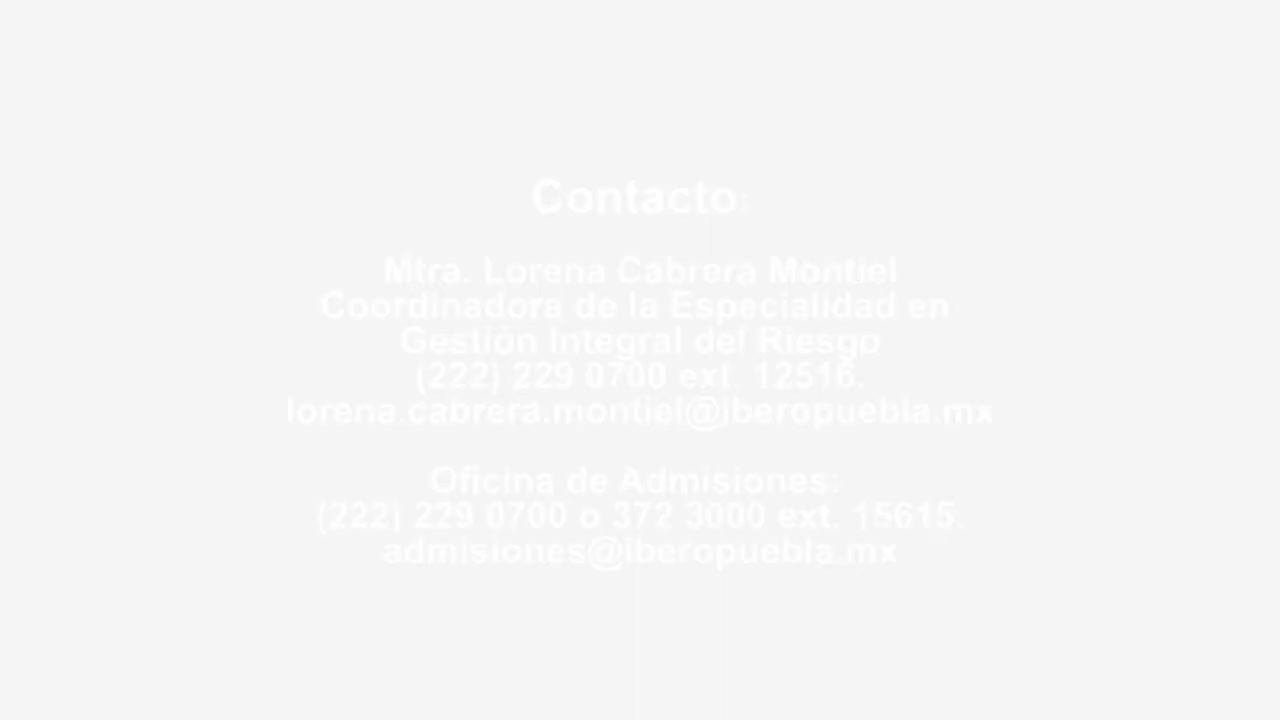 Contacto:
Mtra. Lorena Cabrera Montiel
Coordinadora de la Especialidad en
Gestión Integral del Riesgo
(222) 229 0700 ext. 12516.
lorena.cabrera.montiel@iberopuebla.mx
Oficina de Admisiones:
(222) 229 0700 o 372 3000 ext. 15615.
admisiones@iberopuebla.mx